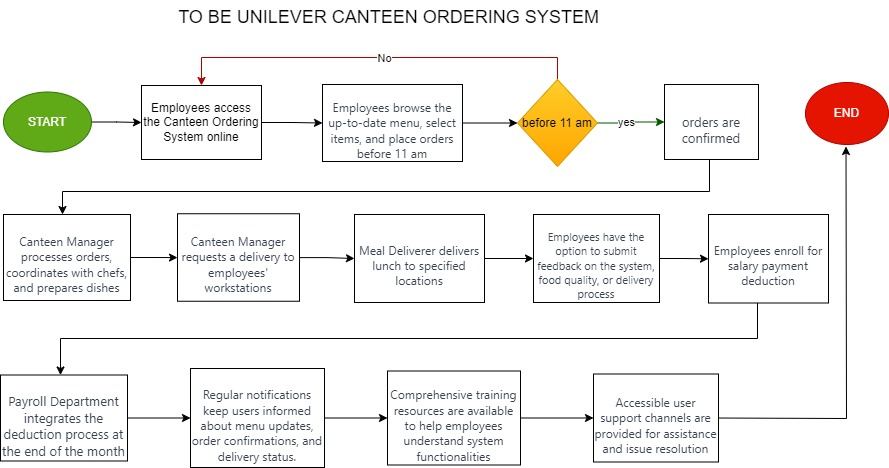 TO BE UNILEVER CANTEEN ORDERING SYSTEM
No
START
Employees access
the Canteen Ordering
System online
Employees browse the
up-to-date menu, select
items, and place orders
before 11 am
before 11 am
yes
orders are
confirmed
END
Canteen Manager
processes orders,
coordinates with chefs,
and prepares dishes
Canteen Manager
requests a delivery to
employees'
workstations
Meal Deliverer delivers
lunch to specified
locations
Employees have the
option to submit
feedback on the system,
food quality, or delivery
process
Employees enroll for
salary payment
deduction
Payroll Department
integrates the
deduction process at
the end of the month
Regular notifications
keep users informed
about menu updates,
order confirmations, and
delivery status.
Comprehensive training
resources are available
to help employees
understand system
functionalities
Accessible user
support channels are
provided for assistance
and issue resolution